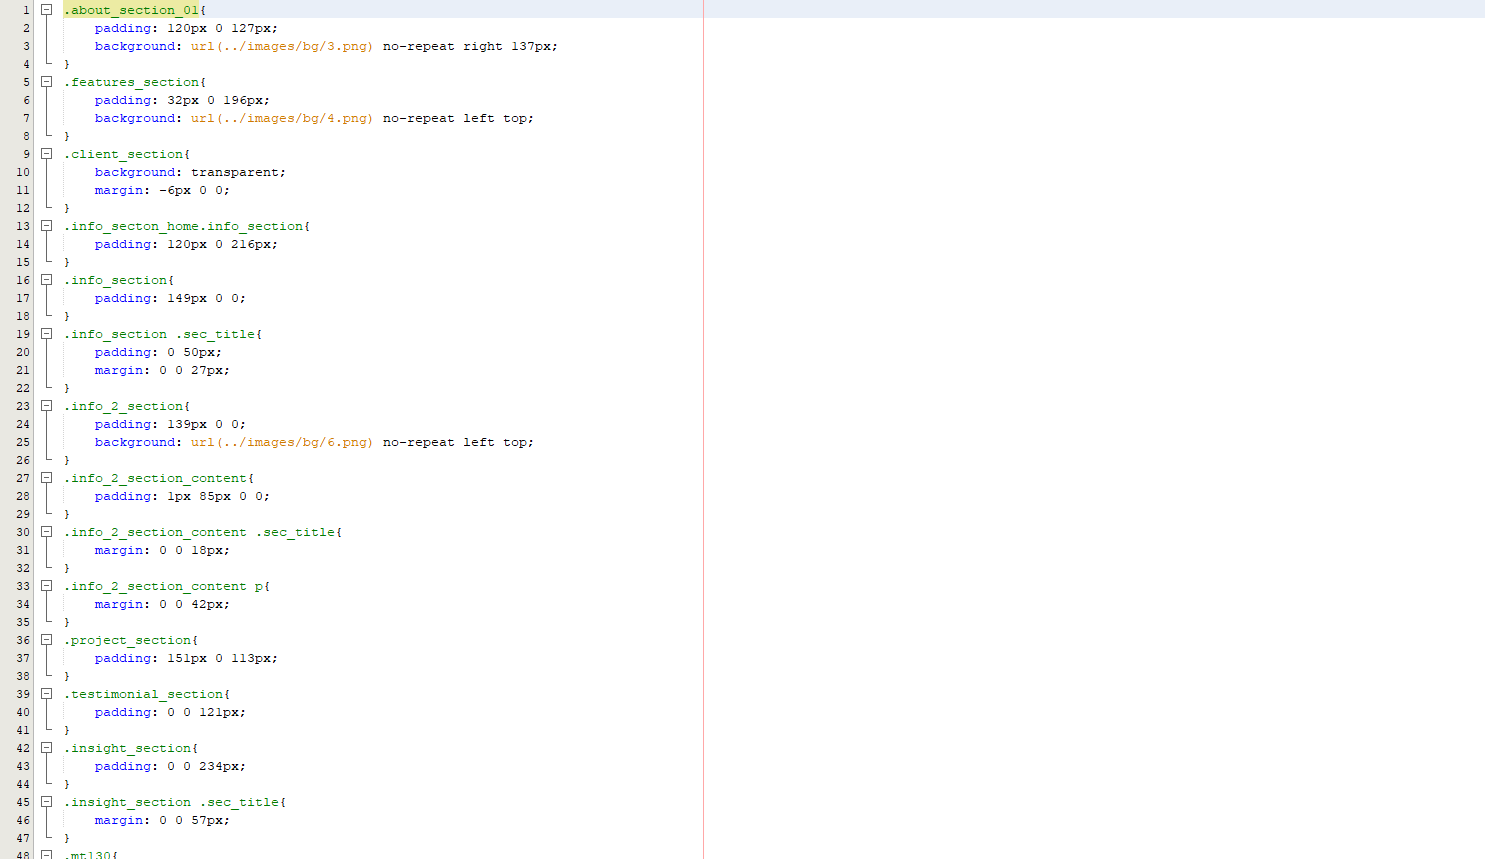 1 .about_section_01{
2 padding: 120px 0 127px;
3 background: url(../images/bg/3.png) no-repeat right 137px;
4 }
5 .features_section{
6 padding: 32px 0 196px;
7 background: url(../images/bg/4.png) no-repeat left top;
8 }
9 .client_section{
10 background: transparent;
11 margin: -6px 0 0;
12 }
13 .info_secton_home.info_section{
14 padding: 120px 0 216px;
15 }
16 .info_section{
17 padding: 149px 0 0;
18 }
19 .info_section .sec_title{
20 padding: 0 50px;
21 margin: 0 0 27px;
22 }
23 .info_2_section{
24 padding: 139px 0 0;
25 background: url(../images/bg/6.png) no-repeat left top;
26 }
27 .info_2_section_content{
28 padding: 1px 85px 0 0;
29 }
30 .info_2_section_content .sec_title{
31 margin: 0 0 18px;
32 }
33 .info_2_section_content p{
34 margin: 0 0 42px;
35 }
36 .project_section{
37 padding: 151px 0 113px;
38 }
39 .testimonial_section{
40 padding: 0 0 121px;
41 }
42 .insight_section{
43 padding: 0 0 234px;
44 }
45 .insight_section .sec_title{
46 margin: 0 0 57px;
47 }
48 .mt130{